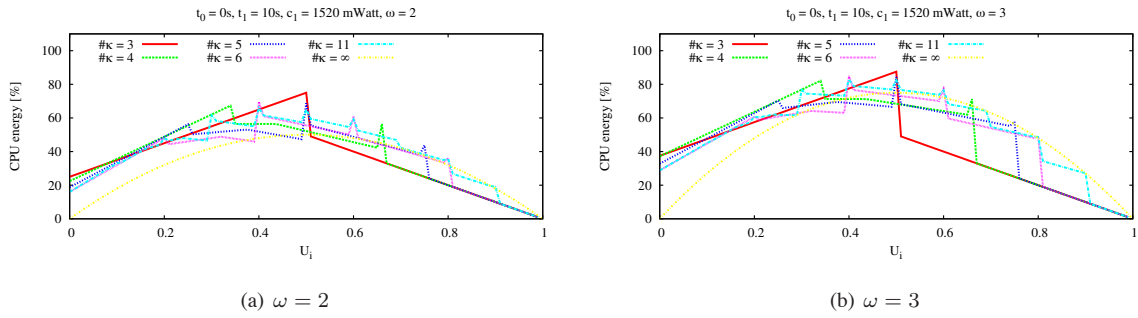 t₀ = 0s, t₁ = 10s, c₁ = 1520 mWatt, ω = 2
CPU energy [%]
100
80
60
40
20
0
#κ = 3
#κ = 4
#κ = 5
#κ = 6
#κ = 11
#κ = ∞
0
0.2
0.4
0.6
0.8
1
Uᵢ
(a) ω = 2
t₀ = 0s, t₁ = 10s, c₁ = 1520 mWatt, ω = 3
CPU energy [%]
100
80
60
40
20
0
#κ = 3
#κ = 4
#κ = 5
#κ = 6
#κ = 11
#κ = ∞
0
0.2
0.4
0.6
0.8
1
Uᵢ
(b) ω = 3